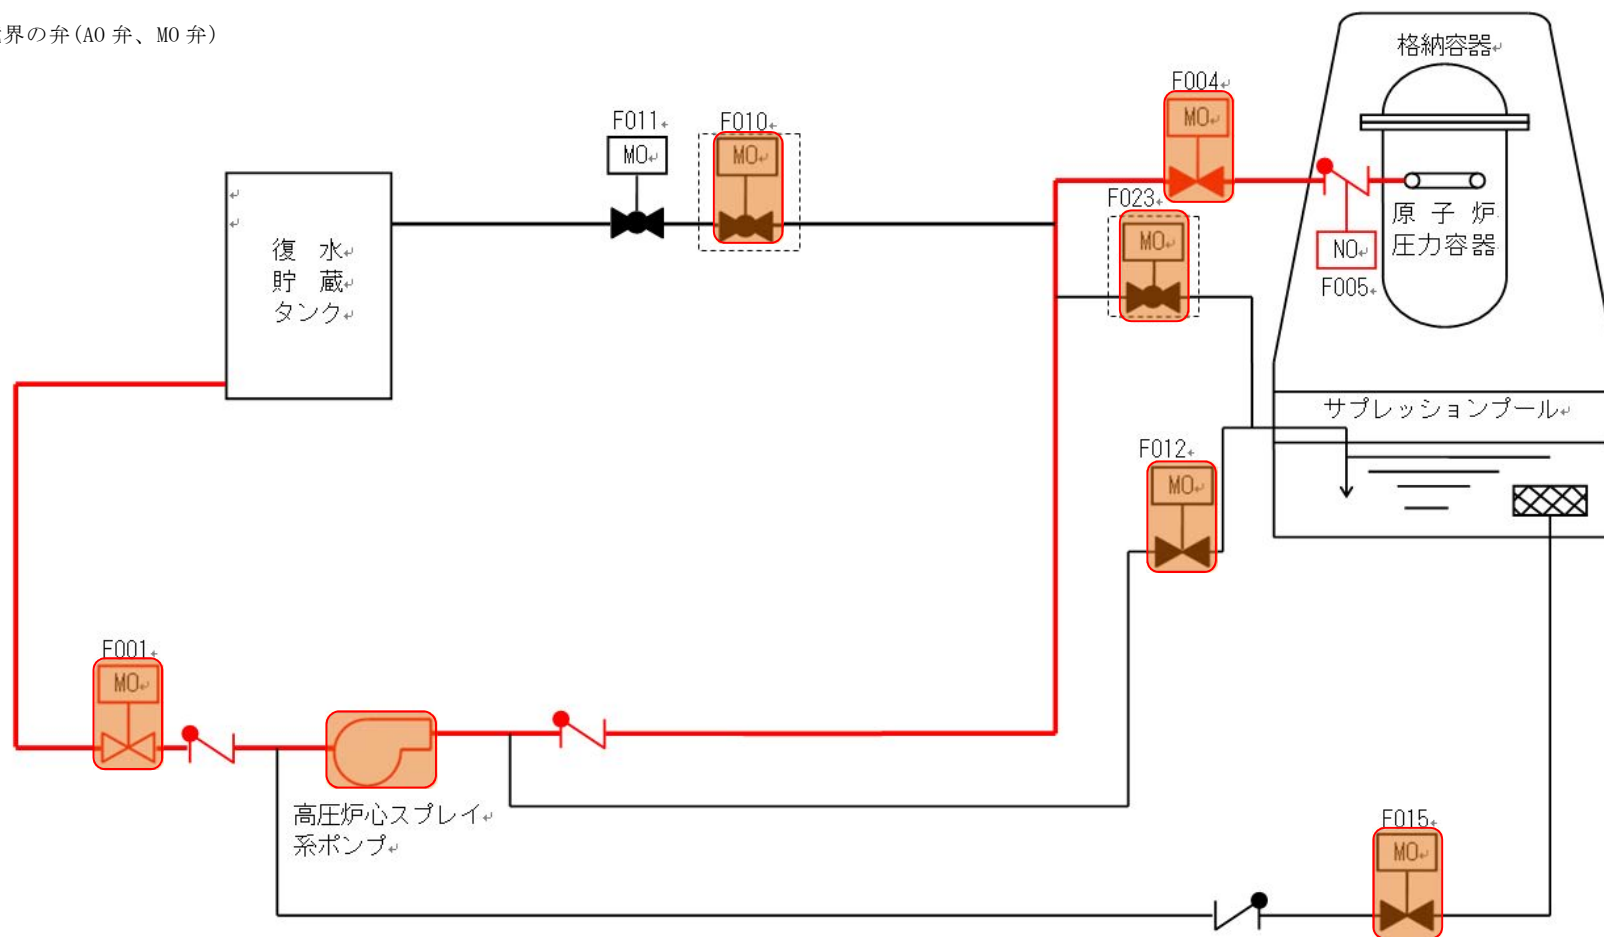 界の弁(AO弁、MO弁)
格納容器
F004
MO
F011
MO
F010
MO
F023
MO
原子炉
圧力容器
NO
F005
復水
貯蔵
タンク
サプレッションプール
F012
MO
F001
MO
高圧炉心スプレイ
系ポンプ
F015
MO